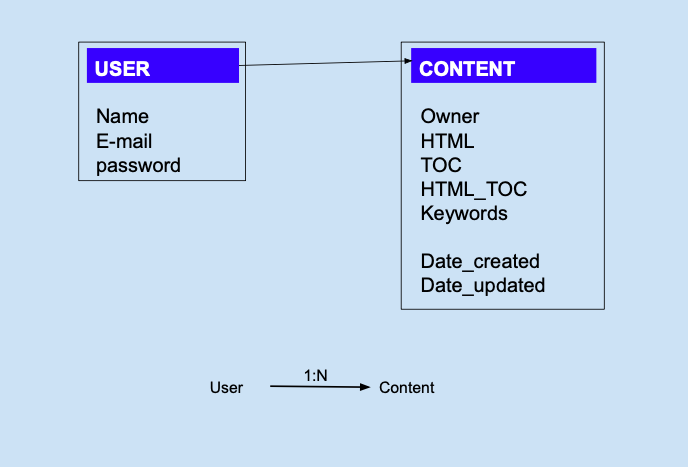 USER
Name
E-mail
password
CONTENT
Owner
HTML
TOC
HTML_TOC
Keywords
Date_created
Date_updated
User 1:N Content